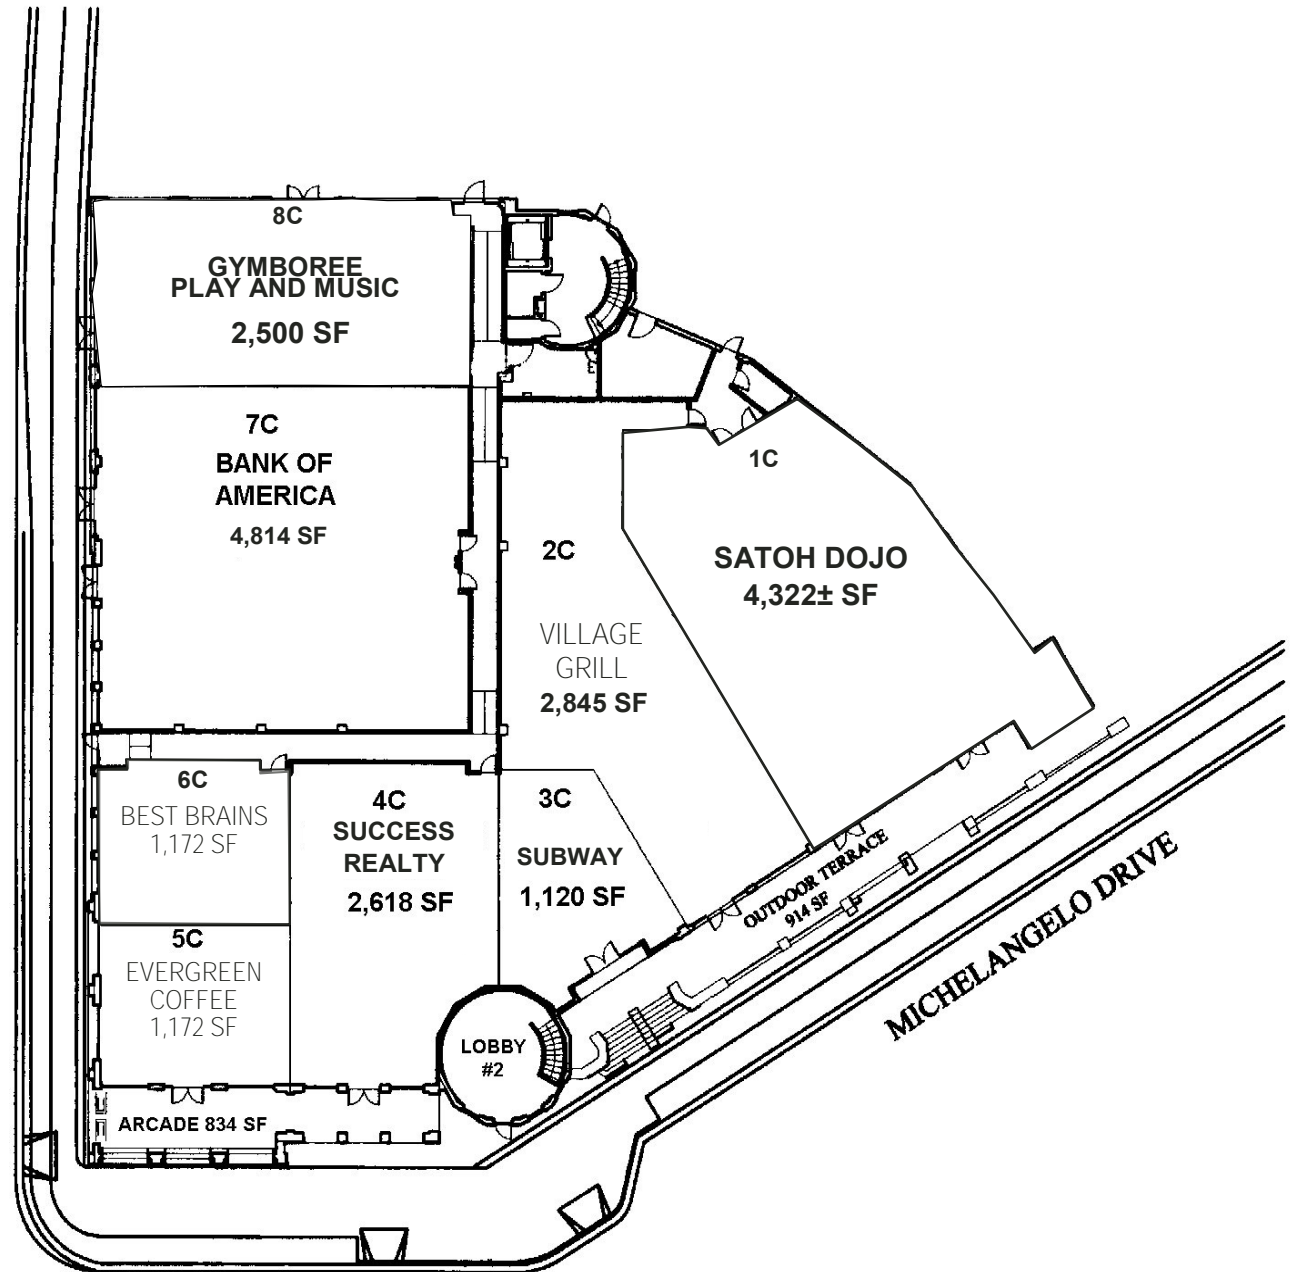 8C
GYMBOREE
PLAY AND MUSIC
2,500 SF
7C
BANK OF
AMERICA
4,814 SF
1C
SATOH DOJO
4,322± SF
2C
VILLAGE
GRILL
2,845 SF
6C
BEST BRAINS
1,172 SF
4C
SUCCESS
REALTY
2,618 SF
3C
SUBWAY
1,120 SF
5C
EVERGREEN
COFFEE
1,172 SF
OUTDOOR TERRACE
914 SF
MICHELANGELO DRIVE
LOBBY
#2
ARCADE 834 SF